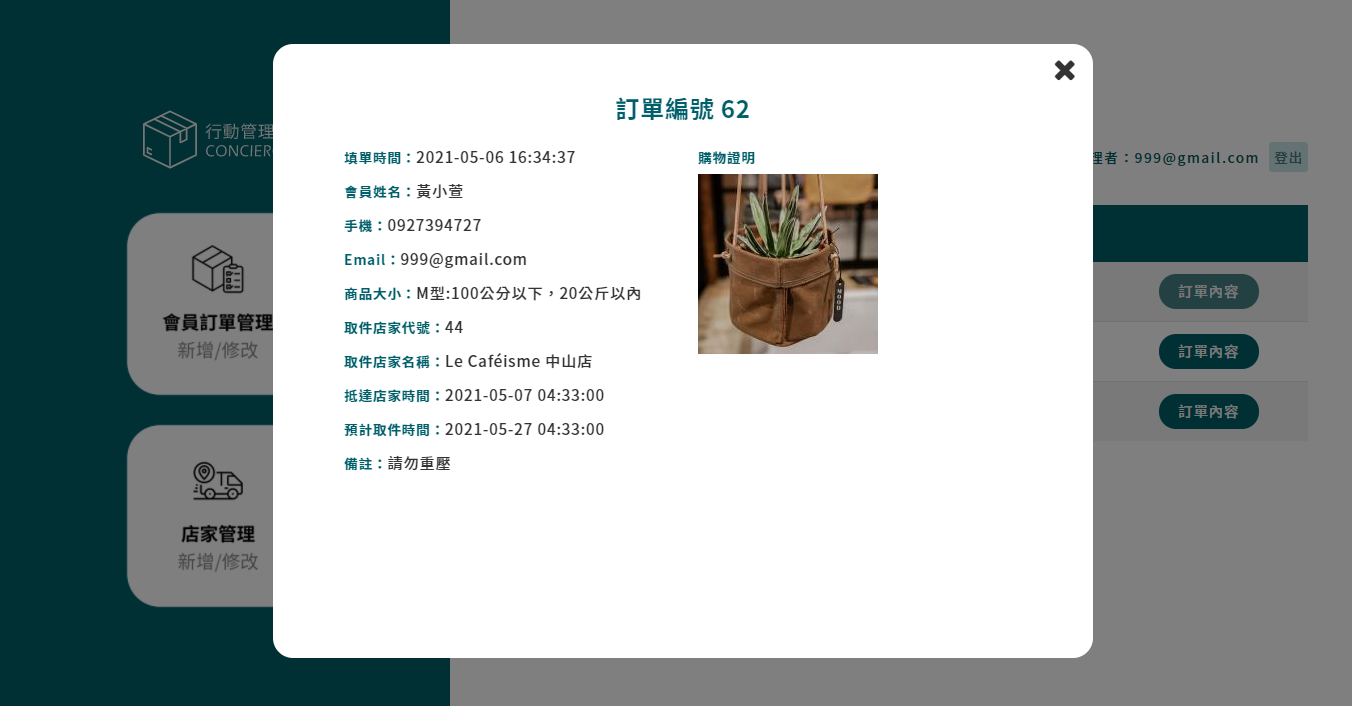 行動管理
CONCIER
理者：999@gmail.com 登出
會員訂單管理
新增/修改
店家管理
新增/修改
訂單內容
訂單內容
訂單內容
訂單編號 62
填單時間：2021-05-06 16:34:37
會員姓名：黃小萱
手機：0927394727
Email：999@gmail.com
商品大小：M型:100公分以下，20公斤以內
取件店家代號：44
取件店家名稱：Le Caféisme 中山店
抵達店家時間：2021-05-07 04:33:00
預計取件時間：2021-05-27 04:33:00
備註：請勿重壓
購物證明
MOOD